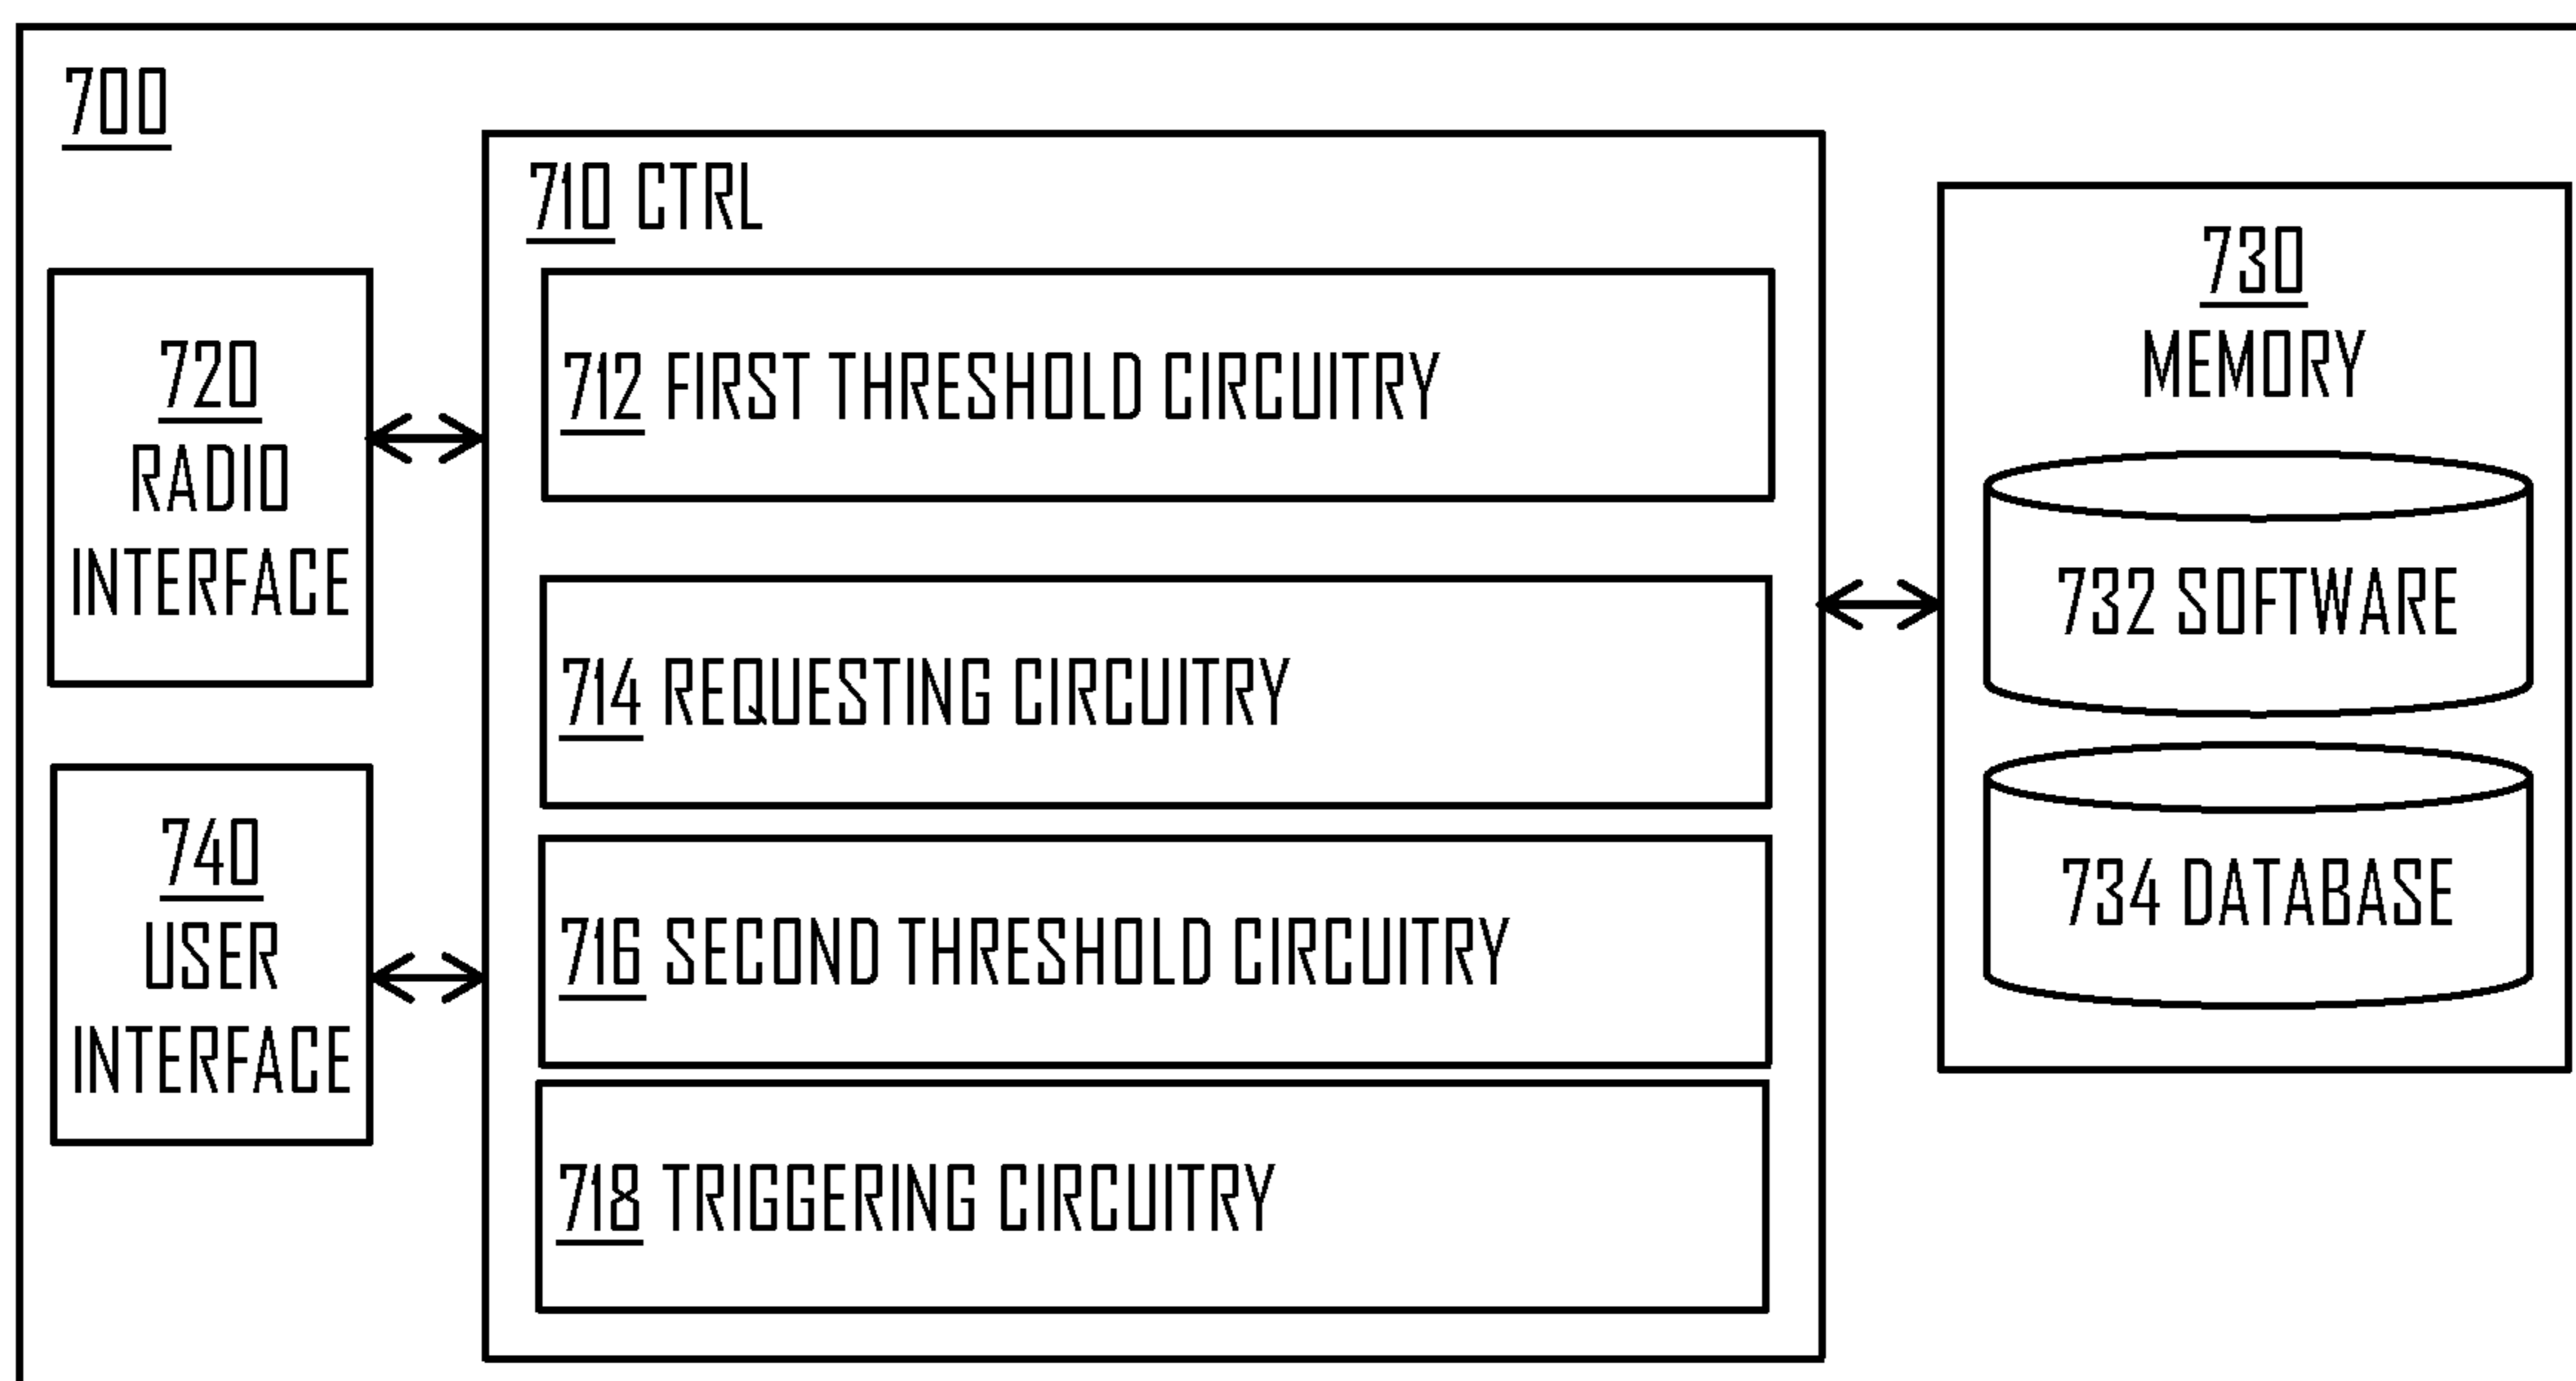 700
720
RADIO
INTERFACE
740
USER
INTERFACE
710 CTRL
712 FIRST THRESHOLD CIRCUITRY
714 REQUESTING CIRCUITRY
716 SECOND THRESHOLD CIRCUITRY
718 TRIGGERING CIRCUITRY
730
MEMORY
732 SOFTWARE
734 DATABASE